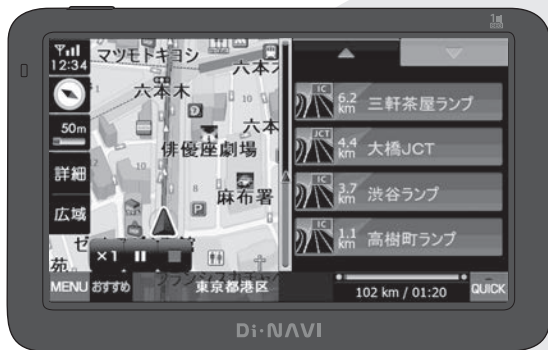 12:34
50m
詳細
広域
MENU
おすすめ
マツモトキヨシ
六本木
六本
俳優座劇場
麻布署
10
10
8
P
×1
東京都港区
IC
6.2 km 三軒茶屋ランプ
JCT
4.4 km 大橋JCT
IC
3.7 km 渋谷ランプ
IC
1.1 km 高樹町ランプ
102 km / 01:20
QUICK
Di-NAVI